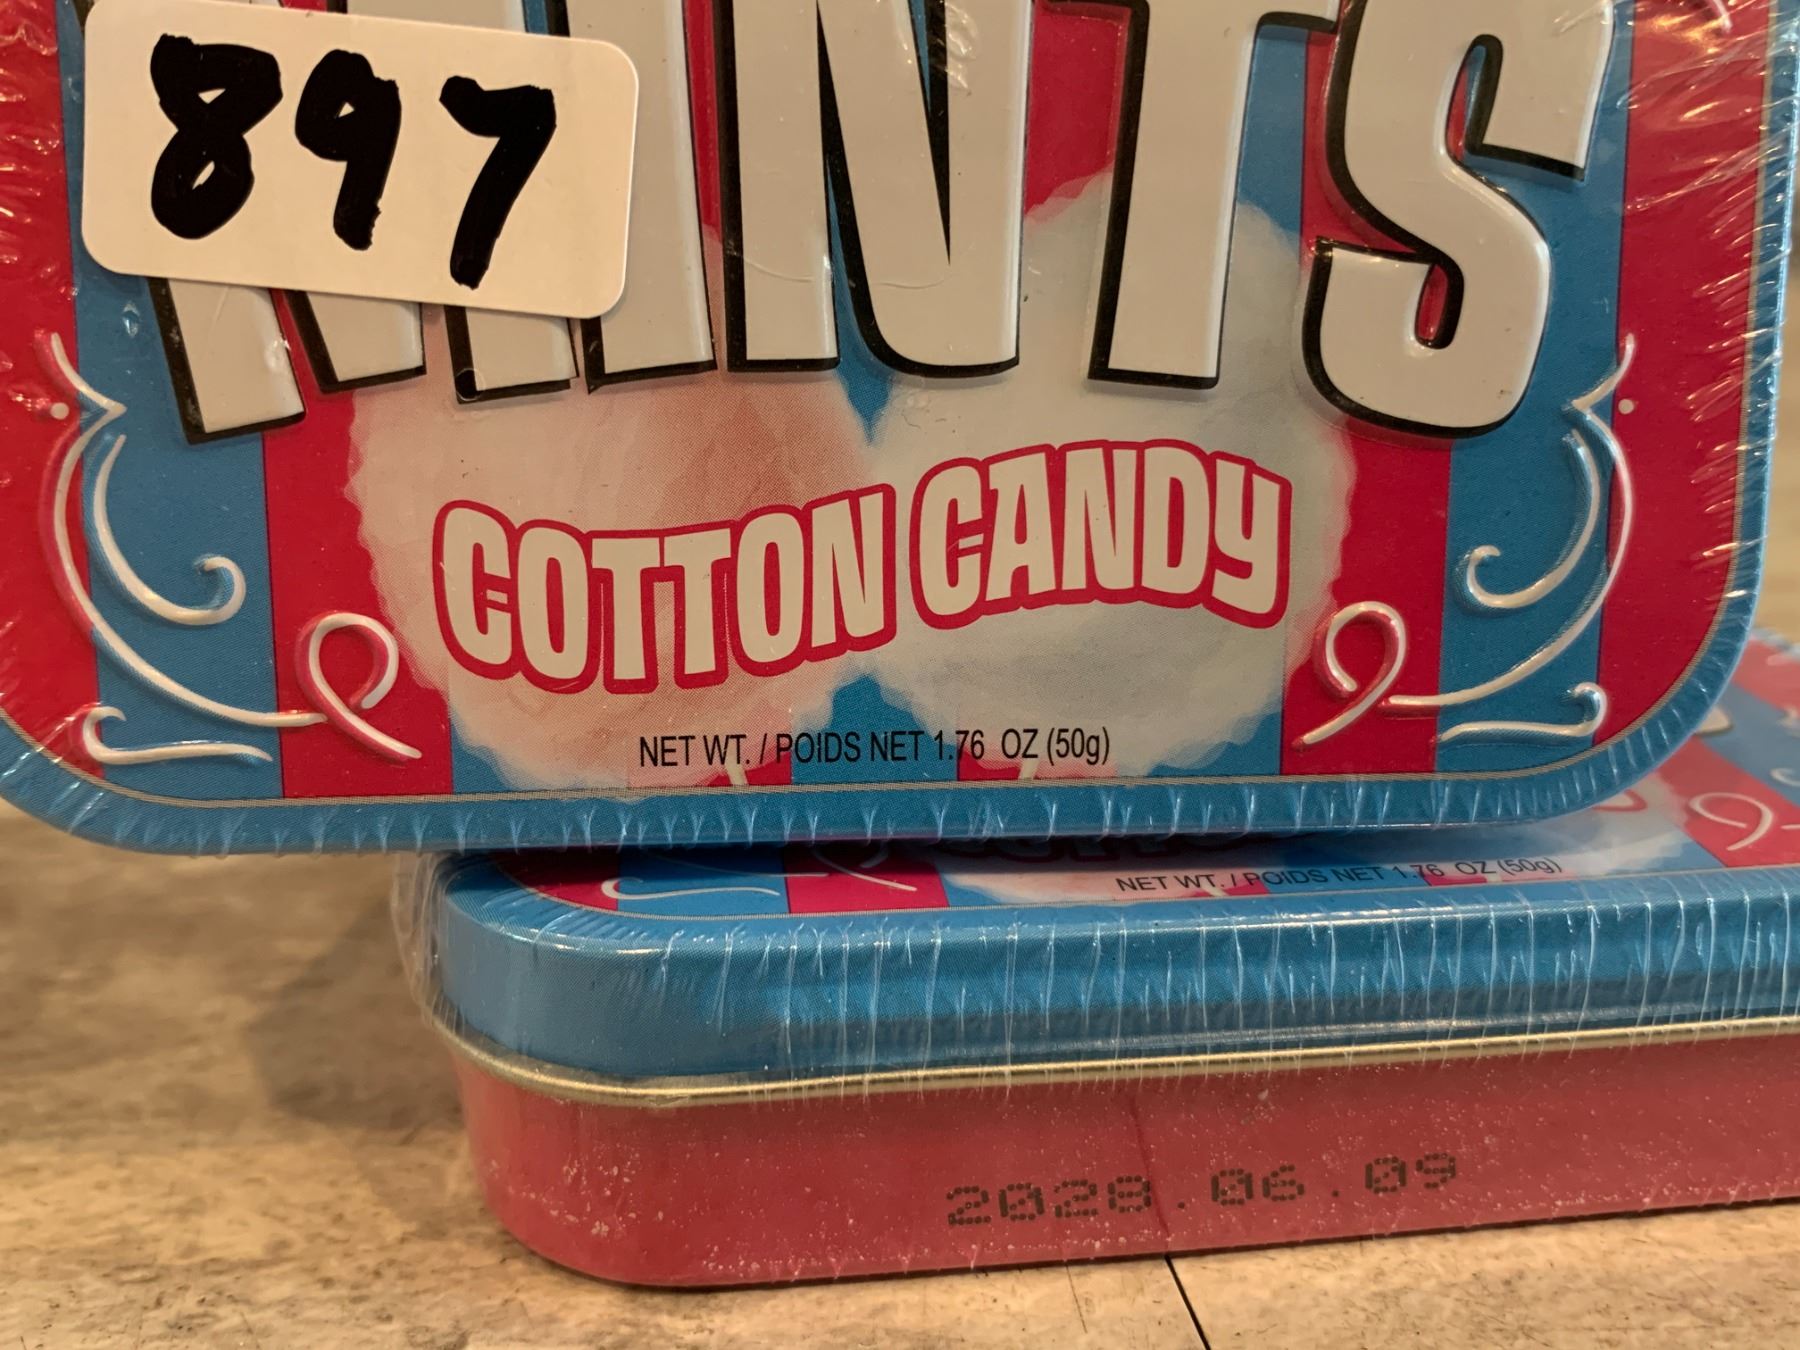 897
MINTS
COTTON CANDY
NET WT. / POIDS NET 1.76 OZ (50g)
NET WT. / POIDS NET 1.76 OZ (50g)
2028.06.09